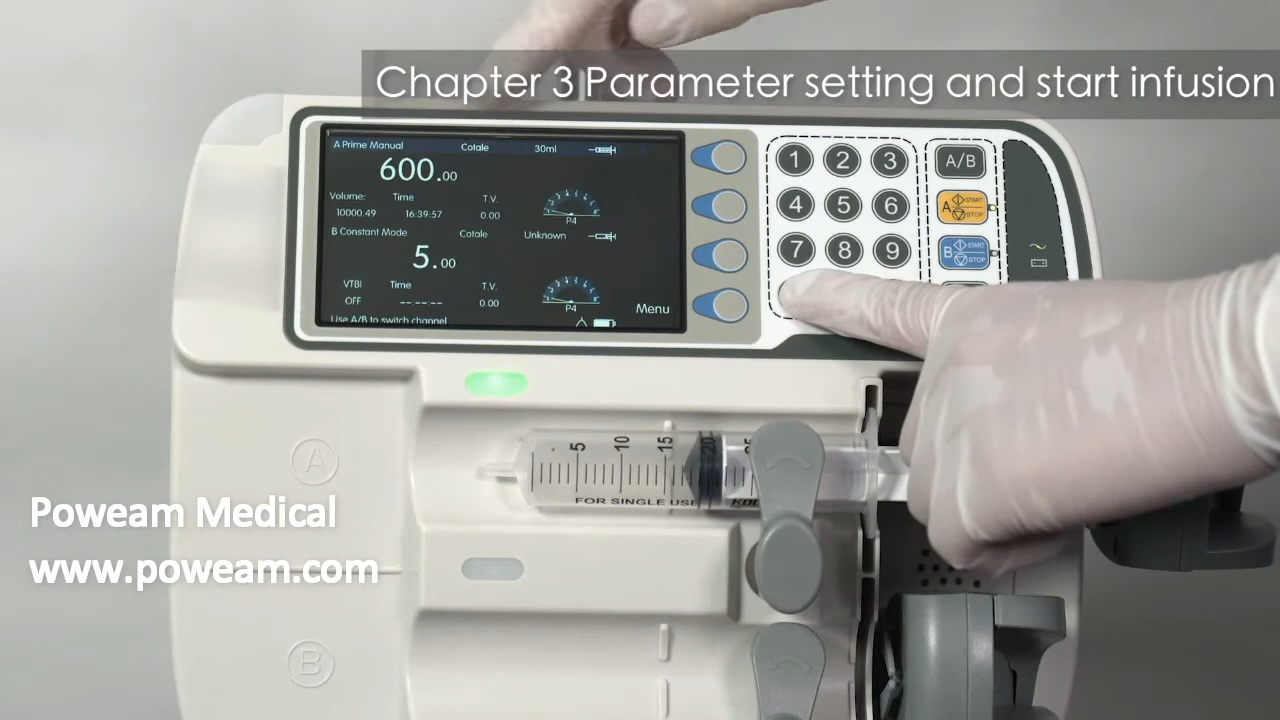 Chapter 3 Parameter setting and start infusion
A Prime Manual Cotale 30ml
600.00
Volume: Time T.V.
10000.49 16:39:57 0.00
P4
B Constant Mode Cotale Unknown
5.00
VTBI Time T.V.
OFF --:--:-- 0.00
P4
Menu
Use A/B to switch channel
1 2 3
4 5 6
7 8 9
A/B
A START STOP
B START STOP
5 10 15 20
FOR SINGLE USE
A
B
Poweam Medical
www.poweam.com